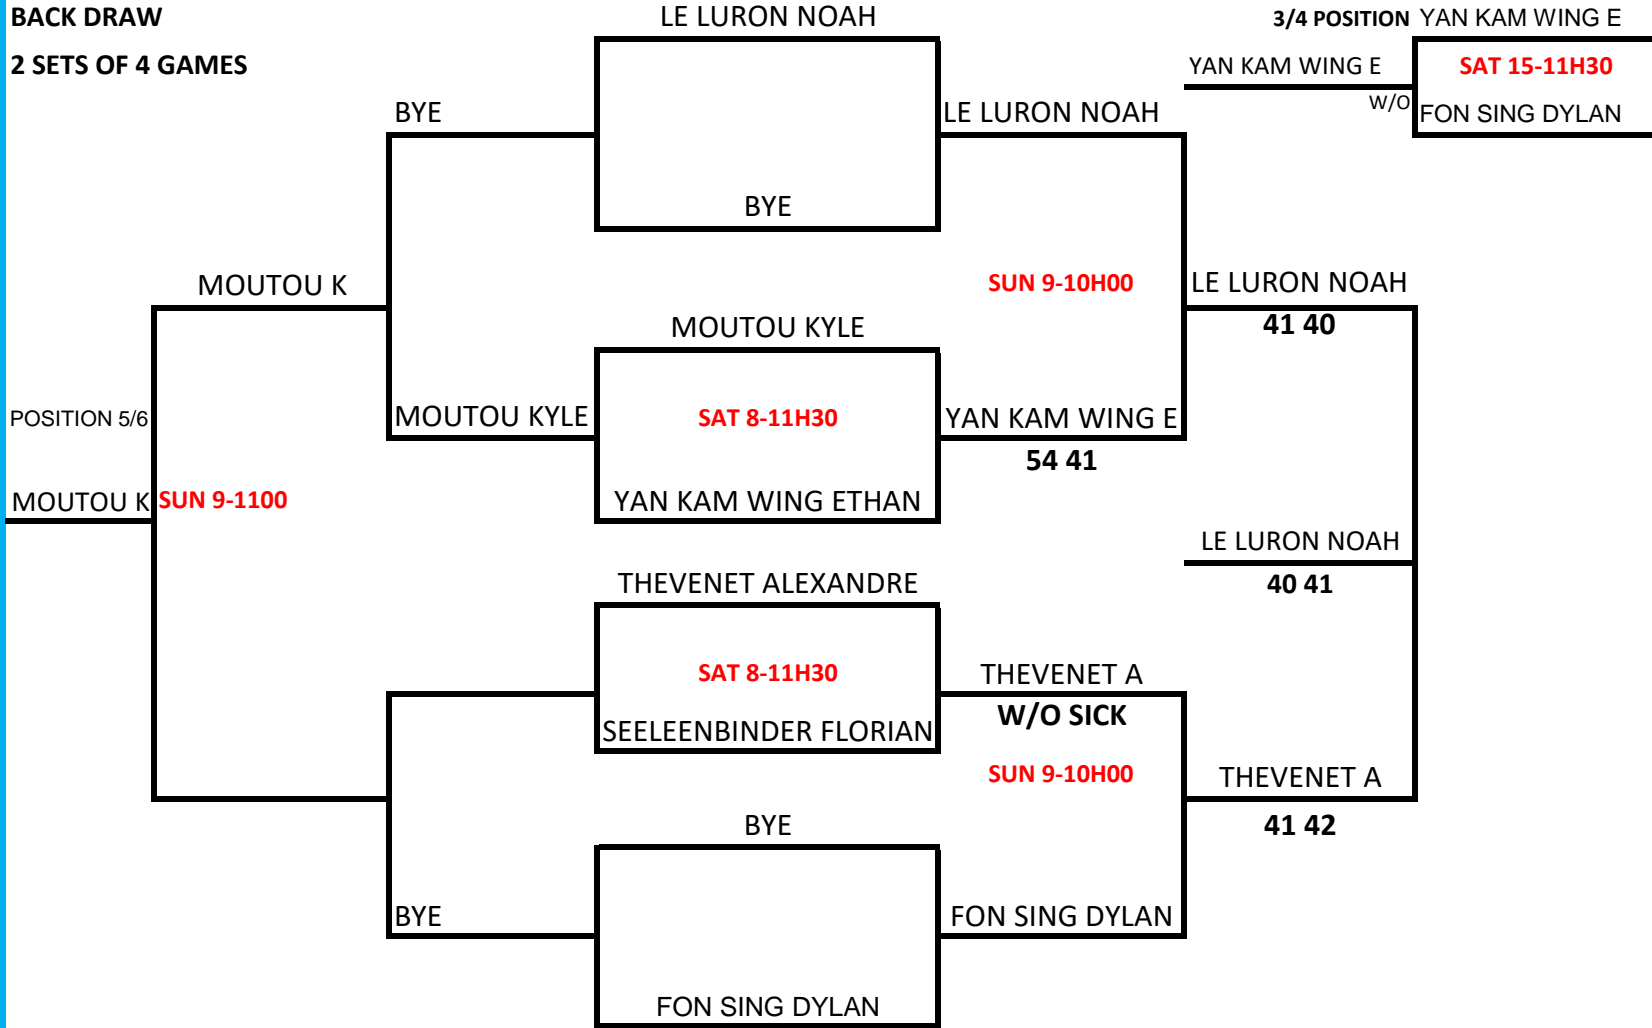 BACK DRAW
LE LURON NOAH
3/4 POSITION YAN KAM WING E
2 SETS OF 4 GAMES
YAN KAM WING E
SAT 15-11H30
W/O
FON SING DYLAN
BYE
LE LURON NOAH
BYE
MOUTOU K
SUN 9-10H00
LE LURON NOAH
41 40
MOUTOU KYLE
POSITION 5/6
MOUTOU KYLE
SAT 8-11H30
YAN KAM WING E
54 41
MOUTOU K
SUN 9-1100
YAN KAM WING ETHAN
LE LURON NOAH
40 41
THEVENET ALEXANDRE
SAT 8-11H30
THEVENET A
W/O SICK
SEELEENBINDER FLORIAN
SUN 9-10H00
THEVENET A
41 42
BYE
BYE
FON SING DYLAN
FON SING DYLAN